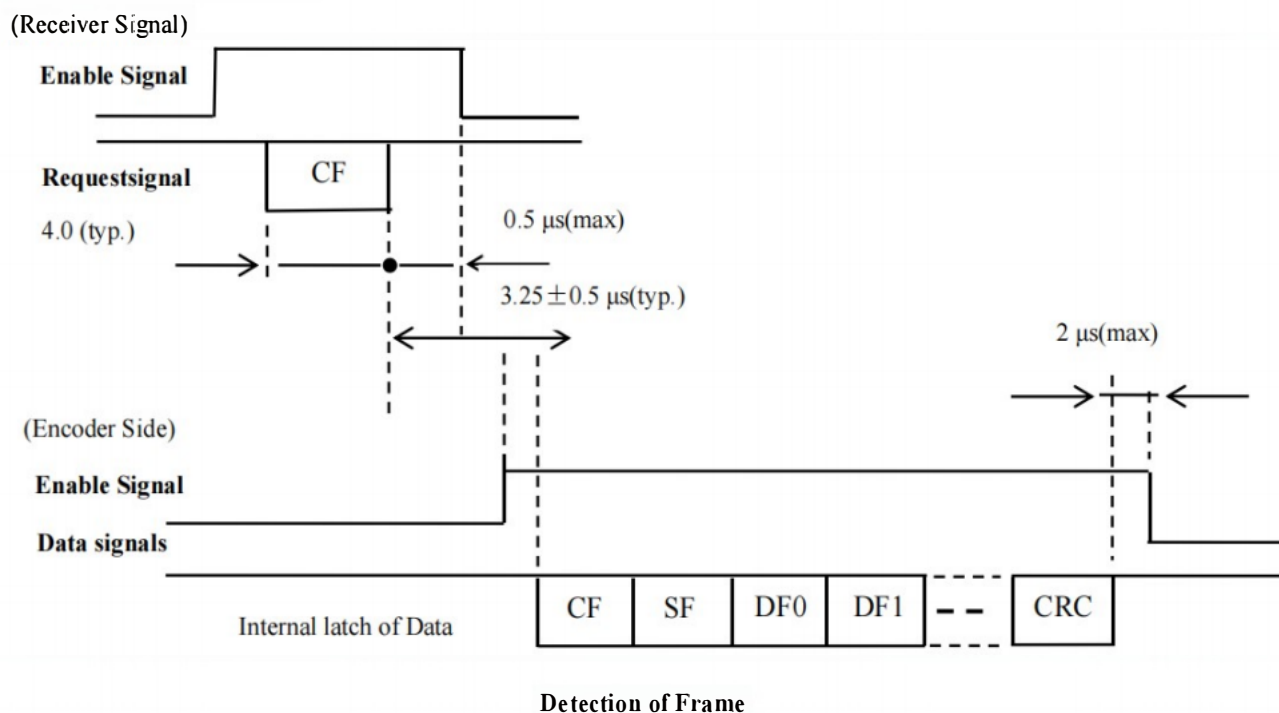 (Receiver Signal)
Enable Signal
CF
Requestsignal
4.0 (typ.)
0.5 μs(max)
3.25±0.5 μs(typ.)
2 μs(max)
(Encoder Side)
Enable Signal
Data signals
CF SF DF0 DF1 CRC
Internal latch of Data
Detection of Frame